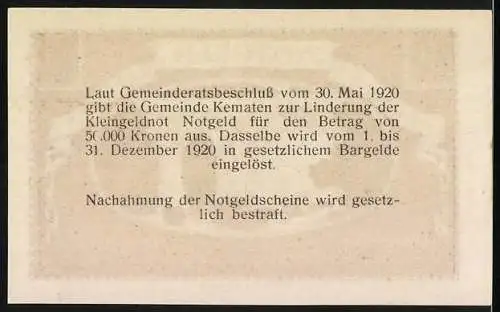 Laut Gemeinderatsbeschluß vom 30. Mai 1920
gibt die Gemeinde Kematen zur Linderung der
Kleingeldnot Notgeld für den Betrag von
50.000 Kronen aus. Dasselbe wird vom 1. bis
31. Dezember 1920 in gesetzlichem Bargelde
eingelöst.
Nachahmung der Notgeldscheine wird gesetz-
lich bestraft.